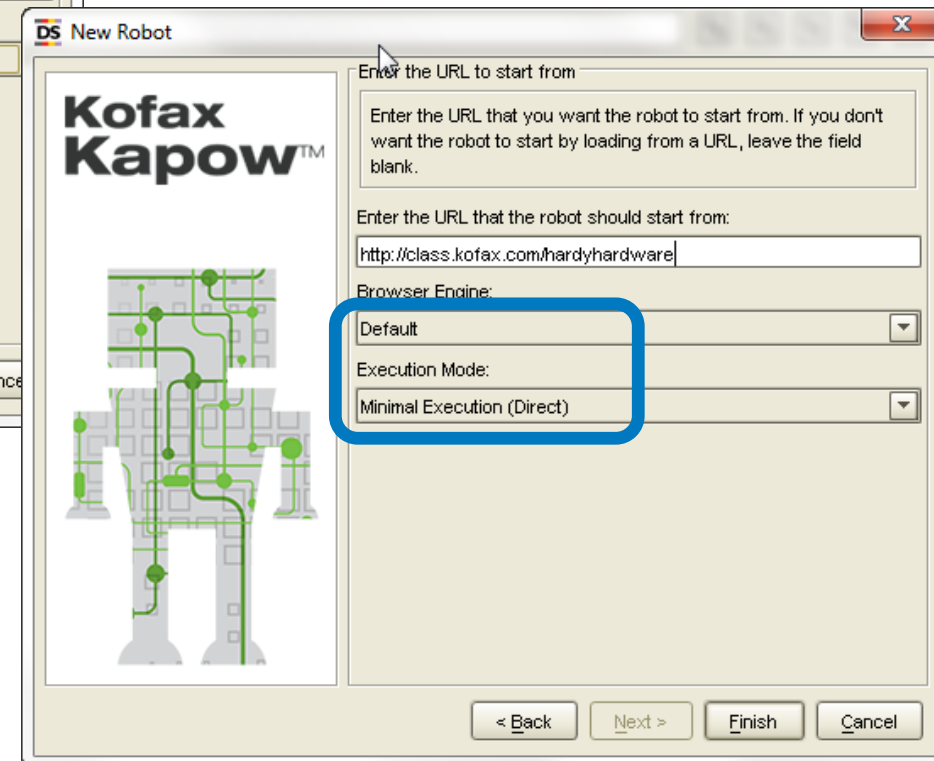 DS New Robot
Kofax
Kapow™
Enter the URL to start from
Enter the URL that you want the robot to start from. If you don't
want the robot to start by loading from a URL, leave the field
blank.
Enter the URL that the robot should start from:
http://class.kofax.com/hardyhardware
Browser Engine:
Default
Execution Mode:
Minimal Execution (Direct)
< Back
Next >
Finish
Cancel